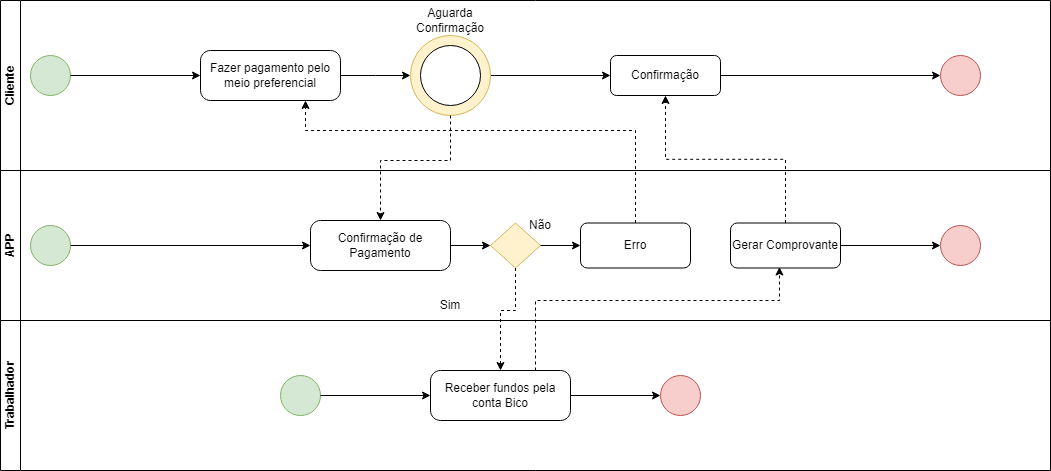 Cliente
Aguarda
Confirmação
Fazer pagamento pelo
meio preferencial
Confirmação
APP
Confirmação de
Pagamento
Não
Erro
Gerar Comprovante
Sim
Trabalhador
Receber fundos pela
conta Bico